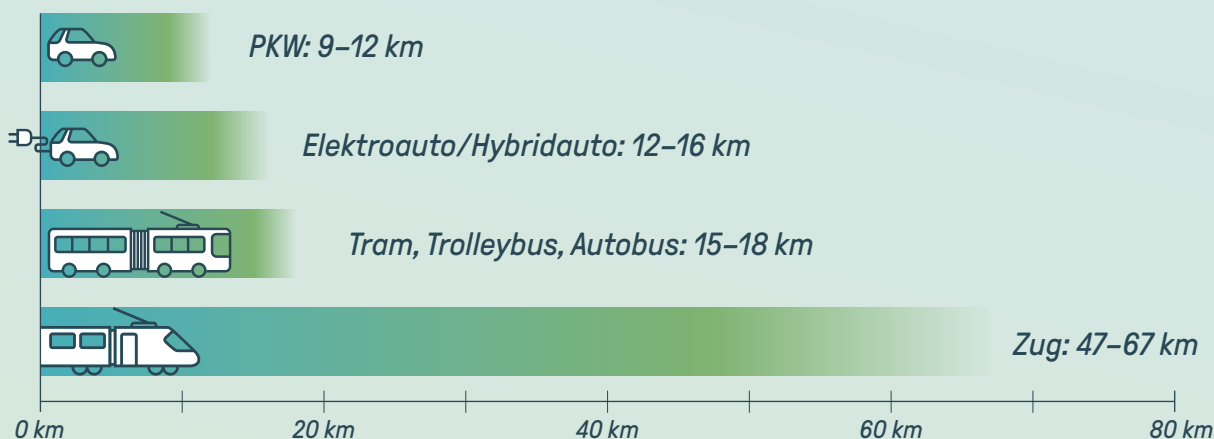 PKW: 9–12 km
Elektroauto/Hybridauto: 12–16 km
Tram, Trolleybus, Autobus: 15–18 km
Zug: 47–67 km
0 km 20 km 40 km 60 km 80 km